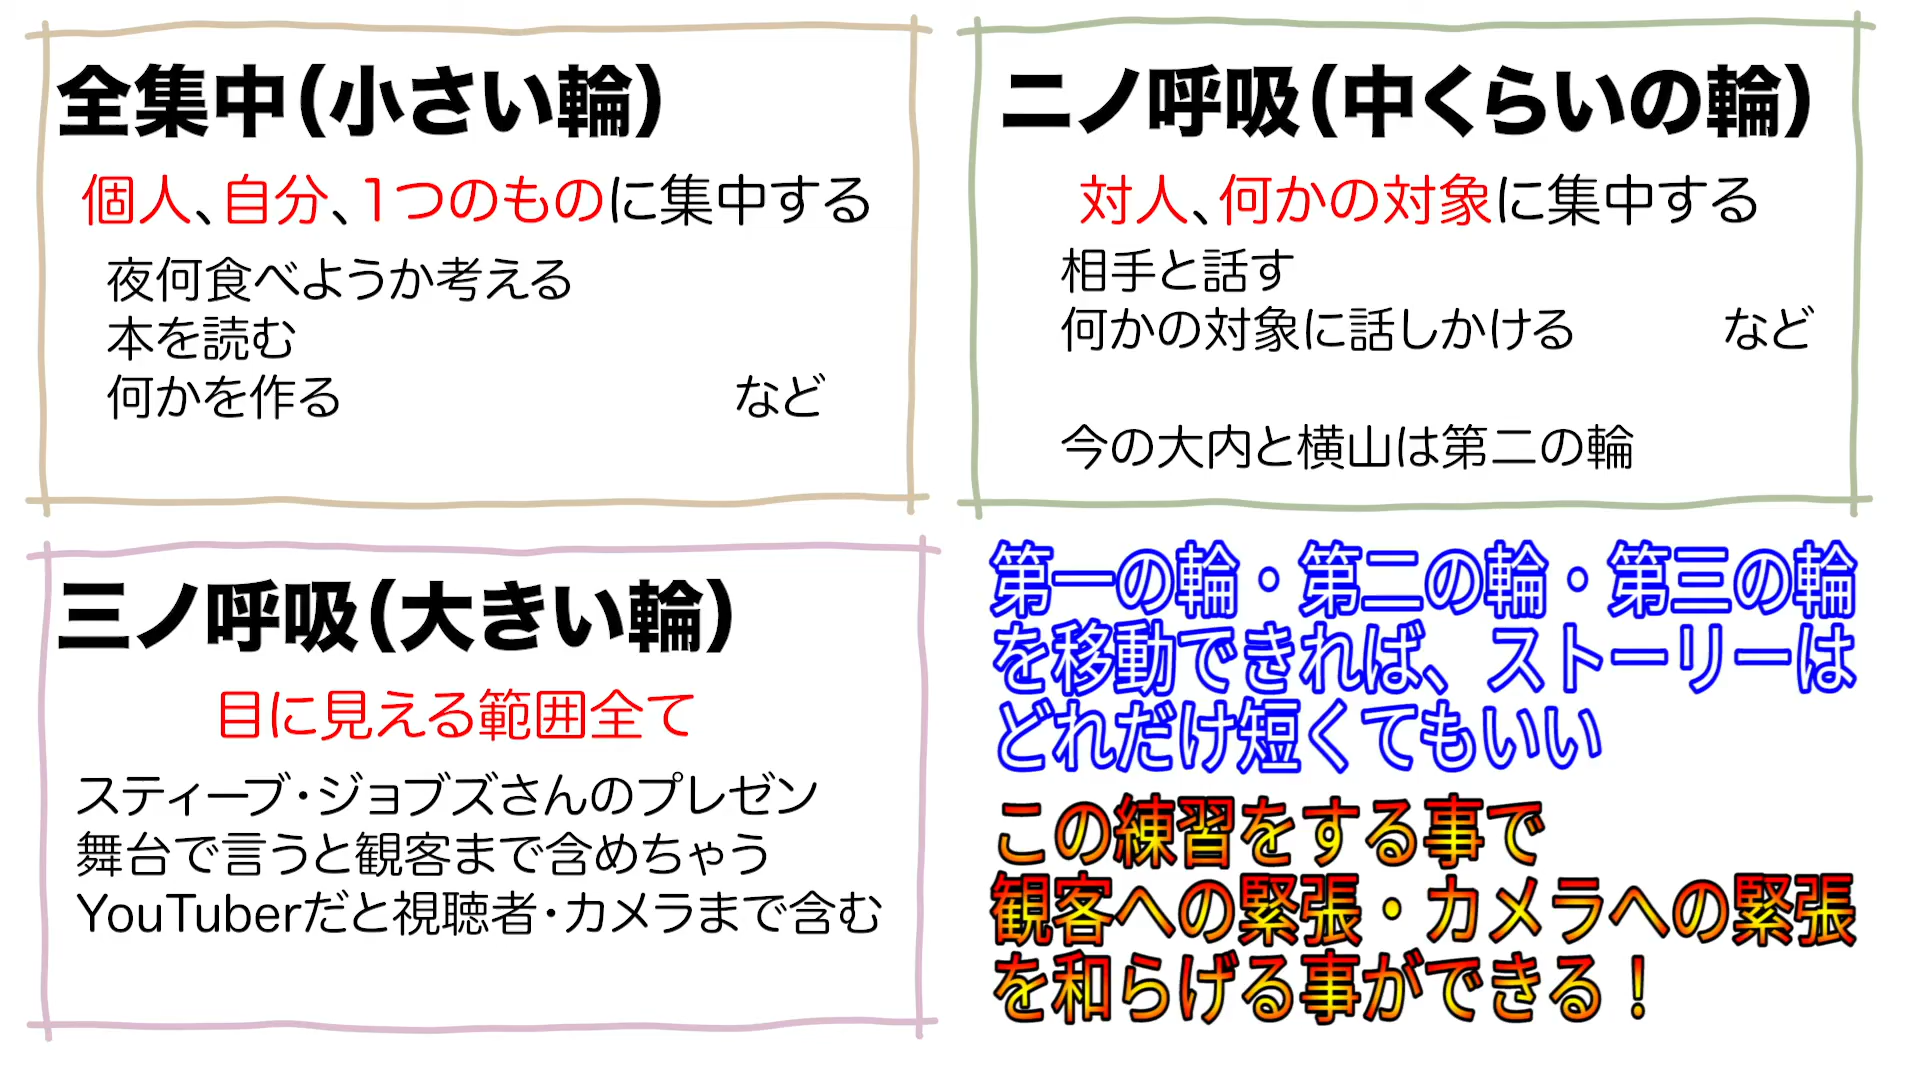 全集中（小さい輪）
個人、自分、1つのものに集中する
夜何食べようか考える
本を読む
何かを作る　　　　　　　　など
二ノ呼吸（中くらいの輪）
対人、何かの対象に集中する
相手と話す
何かの対象に話しかける　　　など
今の大内と横山は第二の輪
三ノ呼吸（大きい輪）
目に見える範囲全て
スティーブ・ジョブズさんのプレゼン
舞台で言うと観客まで含めちゃう
YouTuberだと視聴者・カメラまで含む
第一の輪・第二の輪・第三の輪
を移動できれば、ストーリーは
どれだけ短くてもいい
この練習をする事で
観客への緊張・カメラへの緊張
を和らげる事ができる！